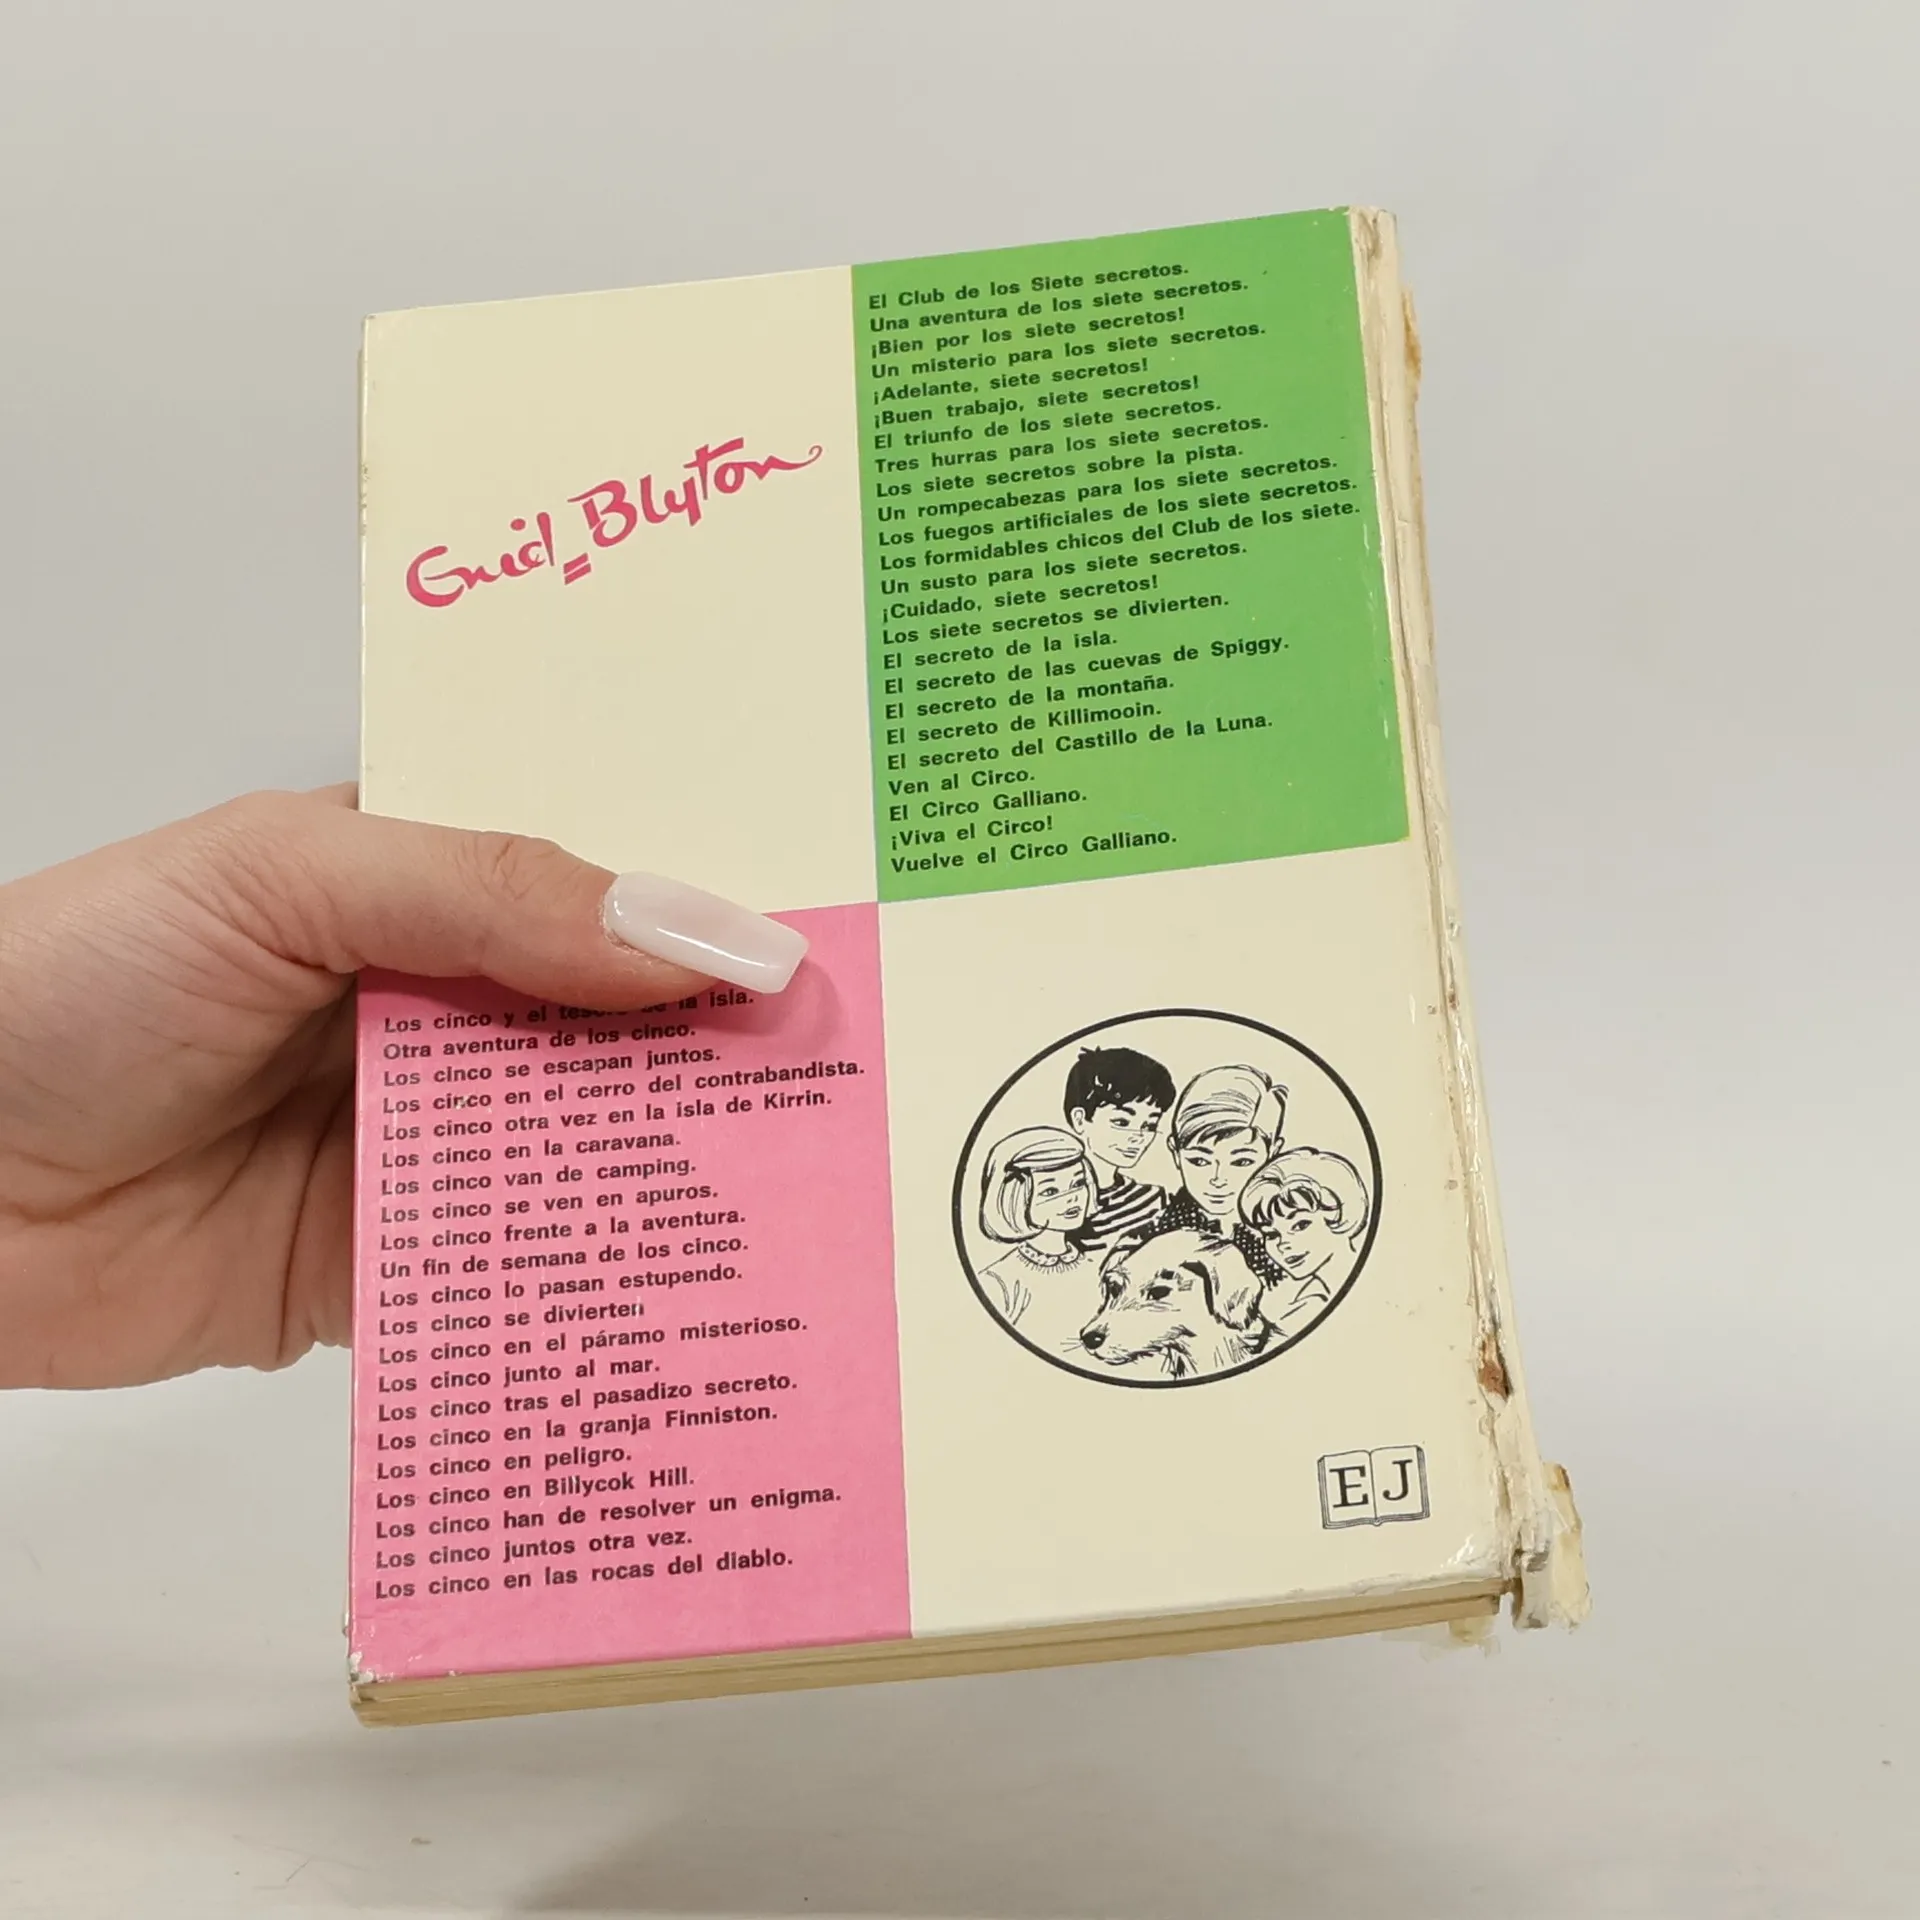 Enid Blyton
El Club de los Siete secretos.
Una aventura de los siete secretos.
¡Bien por los siete secretos!
Un misterio para los siete secretos.
¡Adelante, siete secretos!
¡Buen trabajo, siete secretos!
El triunfo de los siete secretos.
Tres hurras para los siete secretos.
Los siete secretos sobre la pista.
Un rompecabezas para los siete secretos.
Los fuegos artificiales de los siete secretos.
Los formidables chicos del Club de los siete.
Un susto para los siete secretos.
¡Cuidado, siete secretos!
Los siete secretos se divierten.
El secreto de la isla.
El secreto de las cuevas de Spiggy.
El secreto de la montaña.
El secreto de Killimooin.
El secreto del Castillo de la Luna.
Ven al Circo.
El Circo Galliano.
¡Viva el Circo!
Vuelve el Circo Galliano.
Los cinco y el tesoro de la isla.
Otra aventura de los cinco.
Los cinco se escapan juntos.
Los cinco en el cerro del contrabandista.
Los cinco otra vez en la isla de Kirrin.
Los cinco en la caravana.
Los cinco van de camping.
Los cinco se ven en apuros.
Los cinco frente a la aventura.
Un fin de semana de los cinco.
Los cinco lo pasan estupendo.
Los cinco se divierten
Los cinco en el páramo misterioso.
Los cinco junto al mar.
Los cinco tras el pasadizo secreto.
Los cinco en la granja Finniston.
Los cinco en peligro.
Los cinco en Billycok Hill.
Los cinco han de resolver un enigma.
Los cinco juntos otra vez.
Los cinco en las rocas del diablo.
EJ